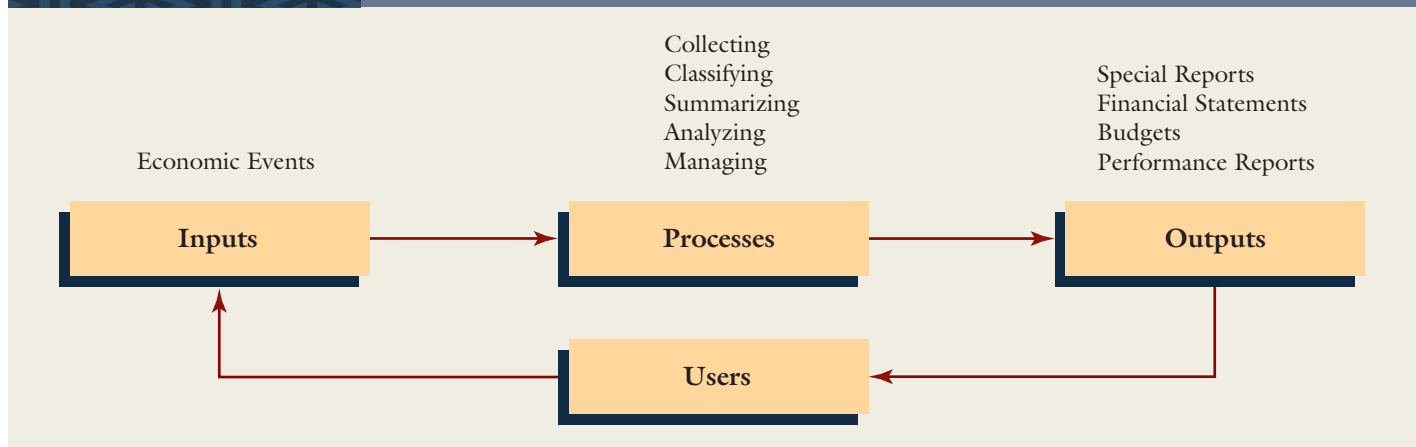 Economic Events
Inputs
Collecting
Classifying
Summarizing
Analyzing
Managing
Processes
Special Reports
Financial Statements
Budgets
Performance Reports
Outputs
Users